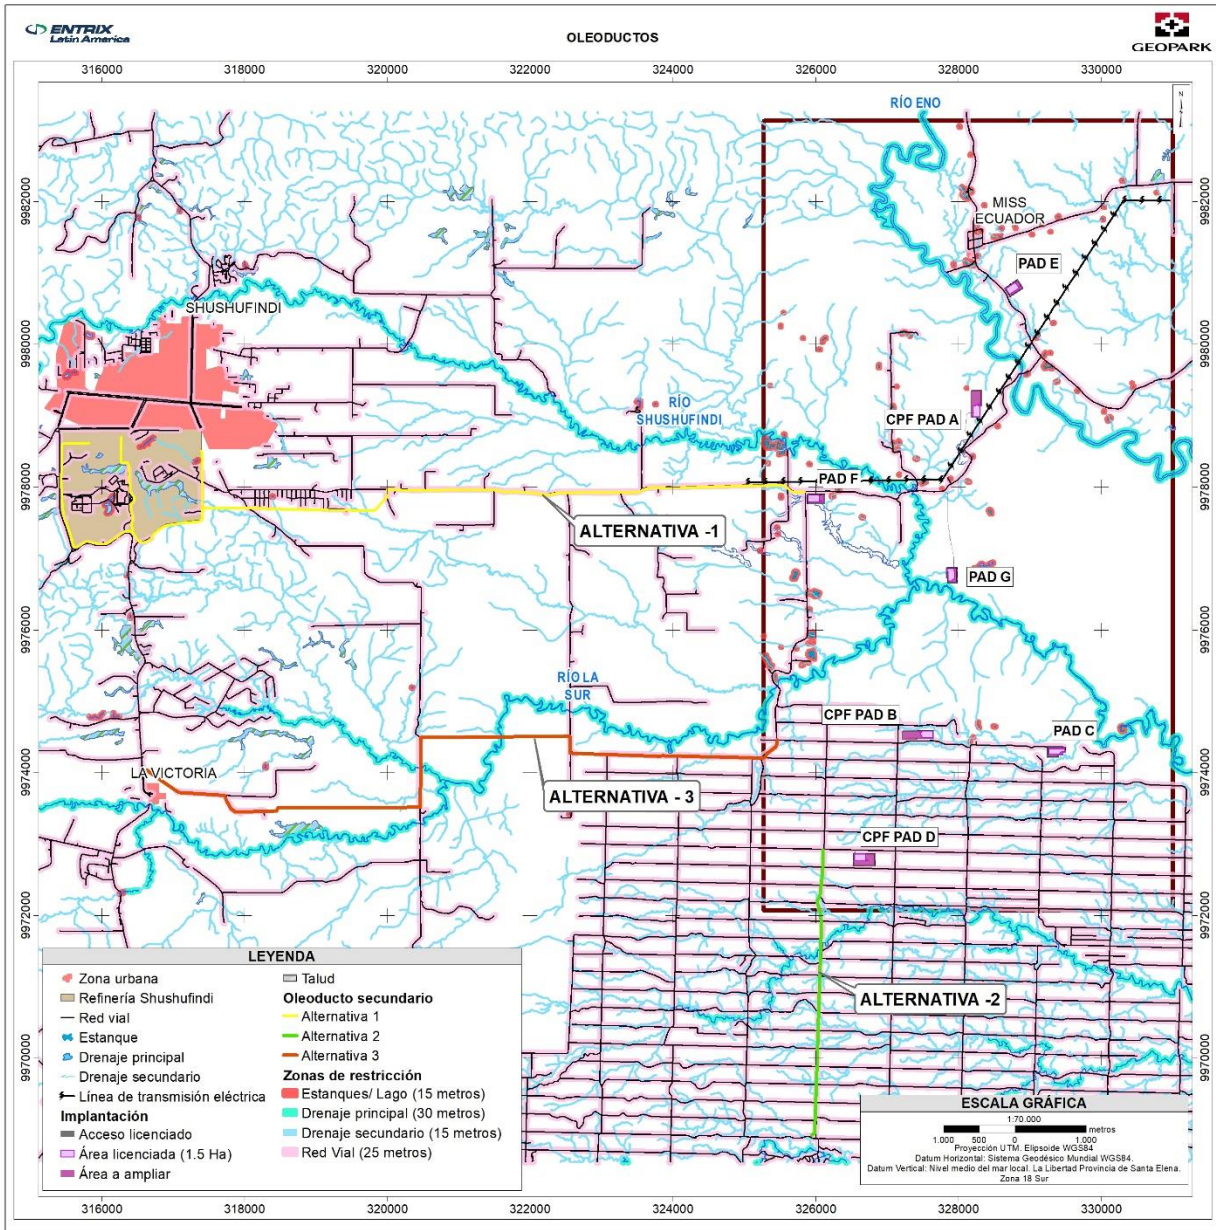 ENTRIX
Latin America
OLEODUCTOS
GEOPARK
316000 318000 320000 322000 324000 326000 328000 330000
N
RÍO ENO
9982000 9982000
MISS
ECUADOR
PAD E
SHUSHUFINDI
9980000 9980000
RÍO
SHUSHUFINDI
CPF PAD A
9978000 9978000
PAD F
ALTERNATIVA -1
PAD G
9976000 9976000
RÍO LA
SUR
CPF PAD B
PAD C
9974000 9974000
LA VICTORIA
ALTERNATIVA - 3
CPF PAD D
9972000 9972000
ALTERNATIVA -2
9970000 9970000
LEYENDA
Zona urbana
Refinería Shushufindi
Red vial
Estanque
Drenaje principal
Drenaje secundario
Línea de transmisión eléctrica
Implantación
Acceso licenciado
Área licenciada (1.5 Ha)
Área a ampliar
Talud
Oleoducto secundario
Alternativa 1
Alternativa 2
Alternativa 3
Zonas de restricción
Estanques/ Lago (15 metros)
Drenaje principal (30 metros)
Drenaje secundario (15 metros)
Red Vial (25 metros)
ESCALA GRÁFICA
1:70.000
1.000 500 0 1.000 metros
Proyección UTM. Elipsoide WGS84
Datum Horizontal: Sistema Geodésico Mundial WGS84.
Datum Vertical: Nivel medio del mar local. La Libertad Provincia de Santa Elena.
Zona 18 Sur
316000 318000 320000 322000 324000 326000 328000 330000